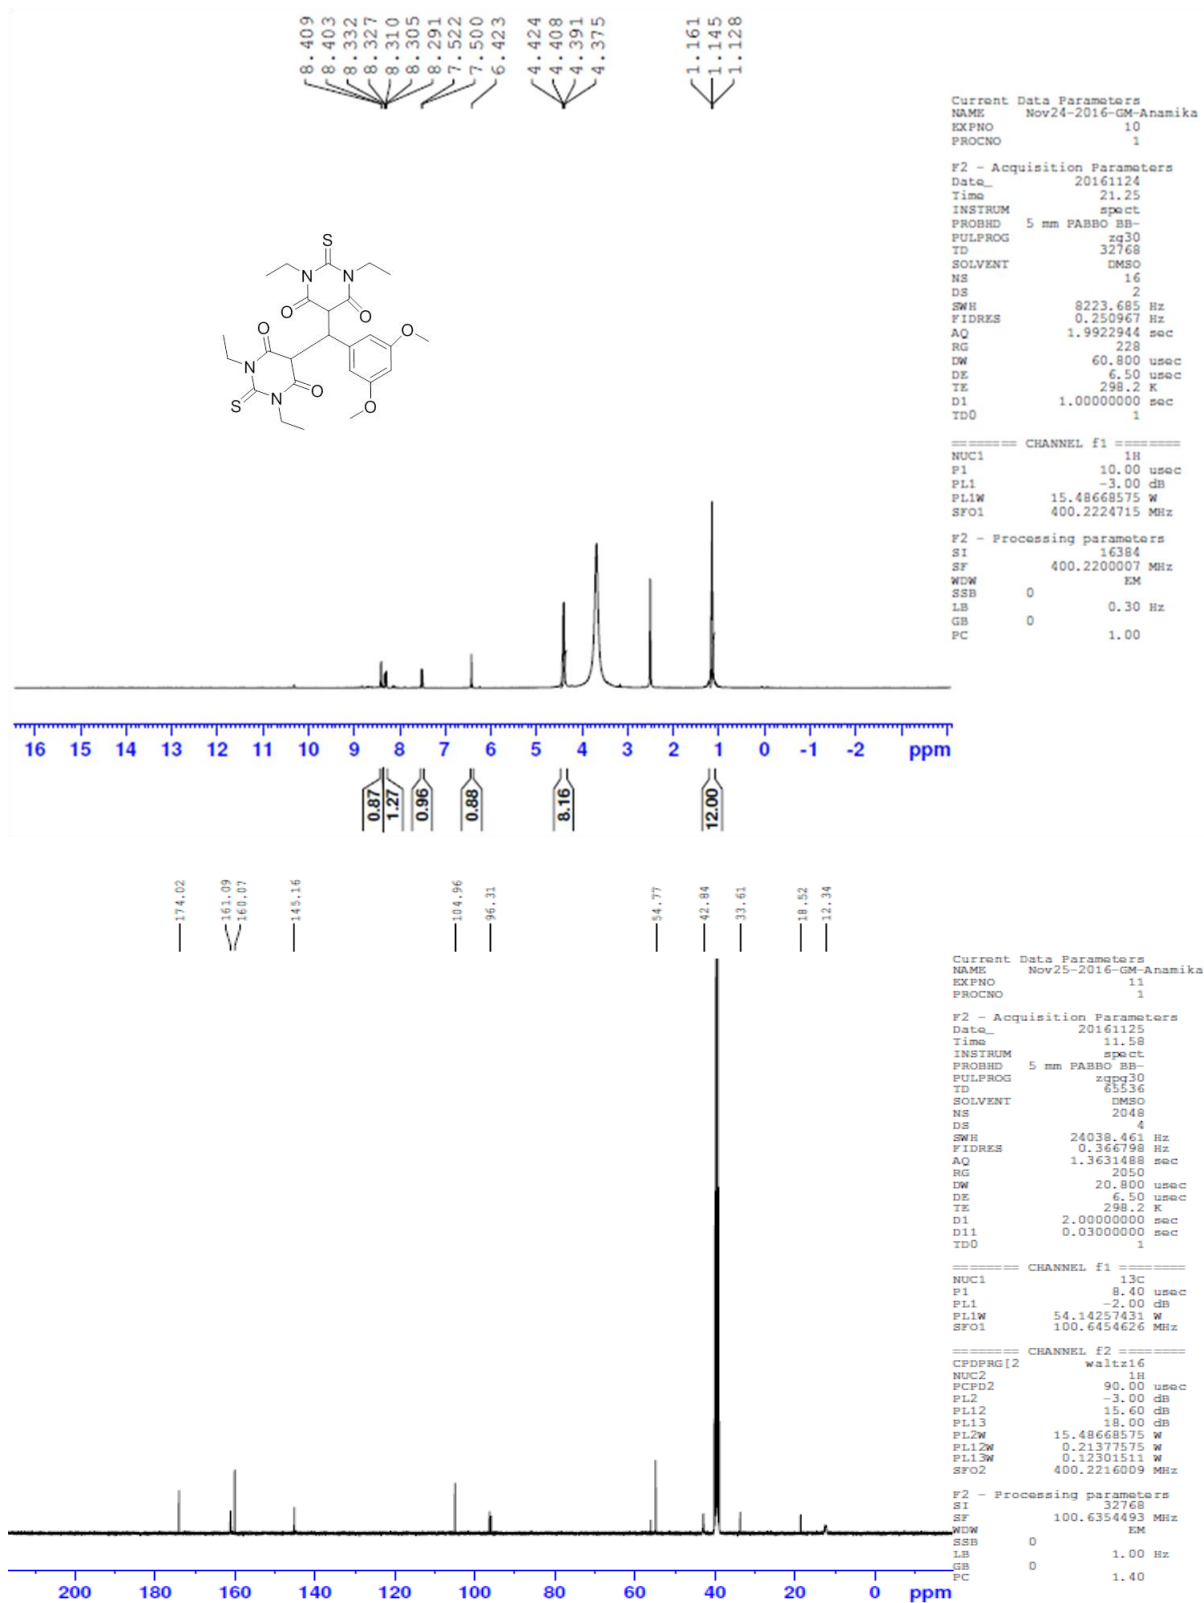 8.409
8.403
8.332
8.327
8.310
8.305
8.291
7.522
7.500
6.423
4.424
4.408
4.391
4.375
1.161
1.145
1.128
Current Data Parameters
NAME Nov24-2016-GM-Anamika
EXPNO 10
PROCNO 1
F2 - Acquisition Parameters
Date_ 20161124
Time 21.25
INSTRUM spect
PROBHD 5 mm PABBO BB-
PULPROG zg30
TD 32768
SOLVENT DMSO
NS 16
DS 2
SWH 8223.685 Hz
FIDRES 0.250967 Hz
AQ 1.9922944 sec
RG 228
DW 60.800 usec
DE 6.50 usec
TE 298.2 K
D1 1.00000000 sec
TD0 1
======== CHANNEL f1 ========
NUC1 1H
P1 10.00 usec
PL1 -3.00 dB
PL1W 15.48668575 W
SFO1 400.2224715 MHz
F2 - Processing parameters
SI 16384
SF 400.2200007 MHz
WDW EM
SSB 0
LB 0.30 Hz
GB 0
PC 1.00
S
N N
O O
O
N
O O
S N
O
16 15 14 13 12 11 10 9 8 7 6 5 4 3 2 1 0 -1 -2 ppm
0.87
1.27
0.96
0.88
8.16
12.00
174.02
161.09
160.07
145.16
104.96
96.31
54.77
42.84
33.61
18.52
12.34
Current Data Parameters
NAME Nov25-2016-GM-Anamika
EXPNO 11
PROCNO 1
F2 - Acquisition Parameters
Date_ 20161125
Time 11.58
INSTRUM spect
PROBHD 5 mm PABBO BB-
PULPROG zgpg30
TD 65536
SOLVENT DMSO
NS 2048
DS 4
SWH 24038.461 Hz
FIDRES 0.366798 Hz
AQ 1.3631488 sec
RG 2050
DW 20.800 usec
DE 6.50 usec
TE 298.2 K
D1 2.00000000 sec
D11 0.03000000 sec
TD0 1
======== CHANNEL f1 ========
NUC1 13C
P1 8.40 usec
PL1 -2.00 dB
PL1W 54.14257431 W
SFO1 100.6454626 MHz
======== CHANNEL f2 ========
CPDPRG[2 waltz16
NUC2 1H
PCPD2 90.00 usec
PL2 -3.00 dB
PL12 15.60 dB
PL13 18.00 dB
PL2W 15.48668575 W
PL12W 0.21377575 W
PL13W 0.12301511 W
SFO2 400.2216009 MHz
F2 - Processing parameters
SI 32768
SF 100.6354493 MHz
WDW EM
SSB 0
LB 1.00 Hz
GB 0
PC 1.40
200 180 160 140 120 100 80 60 40 20 0 ppm